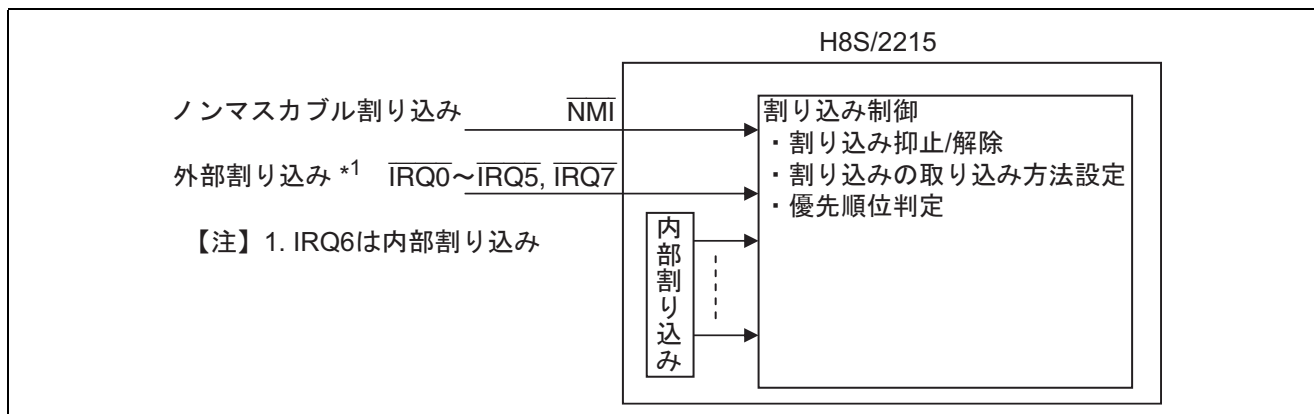 H8S/2215
ノンマスカブル割り込み NMI
外部割り込み *1 IRQ0～IRQ5, IRQ7
【注】1. IRQ6は内部割り込み
内部割り込み
割り込み制御
・割り込み抑止/解除
・割り込みの取り込み方法設定
・優先順位判定